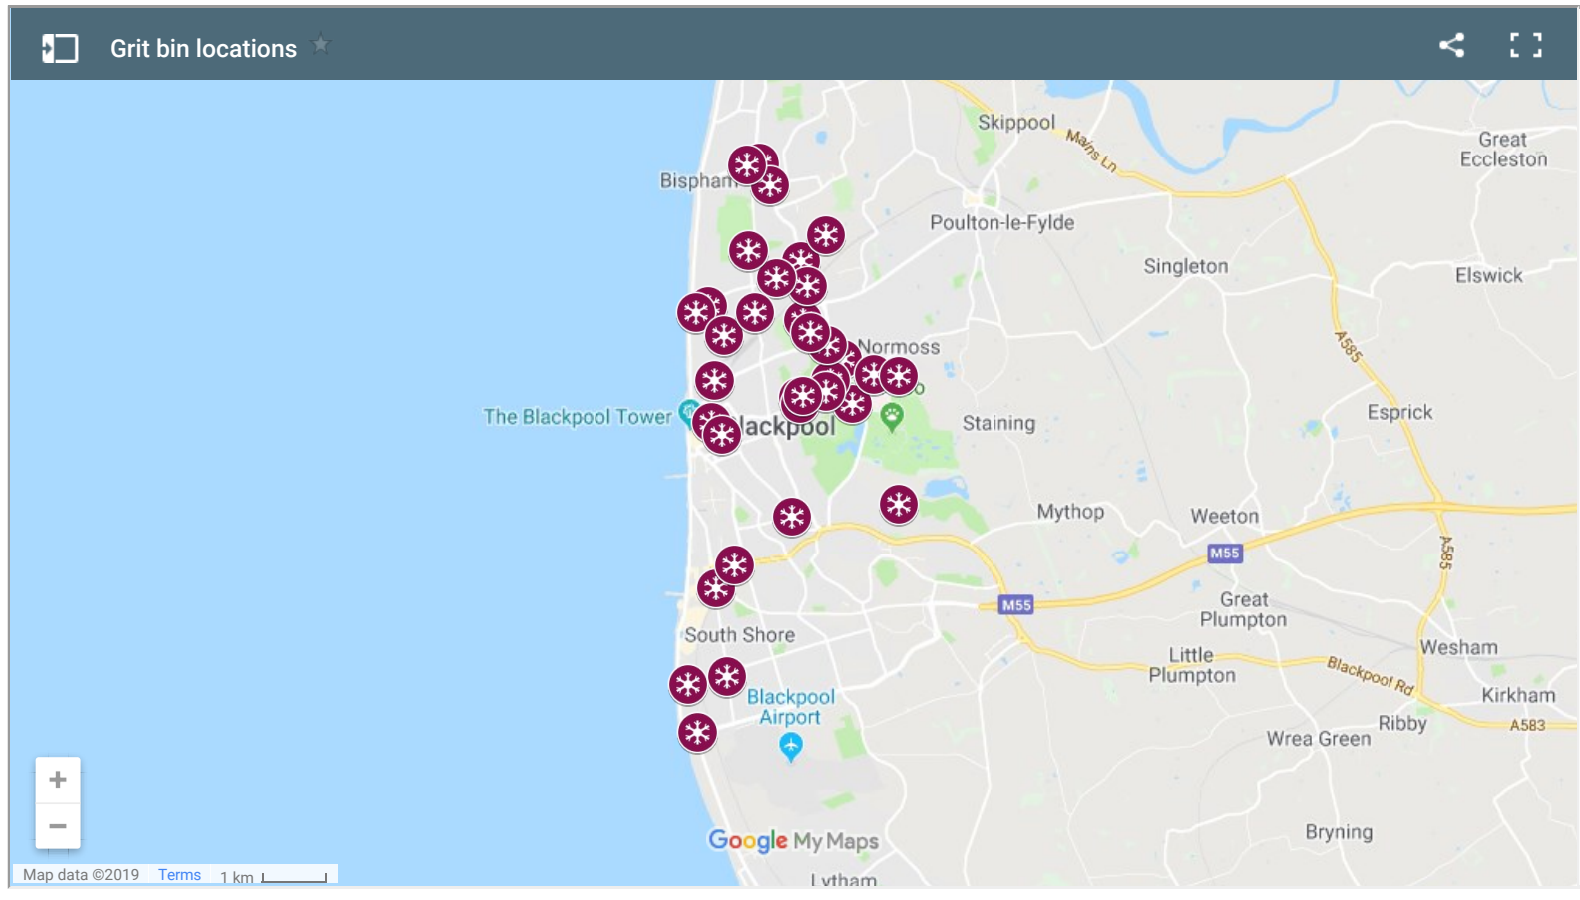 Grit bin locations
Skippool
Mains Ln
Great
Eccleston
Bispham
Poulton-le-Fylde
Singleton
Elswick
A585
Normoss
o
The Blackpool Tower
lackpool
Staining
Esprick
Mythop
Weeton
M55
A585
M55
Great
Plumpton
South Shore
Little
Plumpton
Wesham
Blackpool Rd
Kirkham
Blackpool
Airport
Ribby
A583
Wrea Green
Bryning
Google My Maps
Lytham
Map data ©2019 Terms 1 km